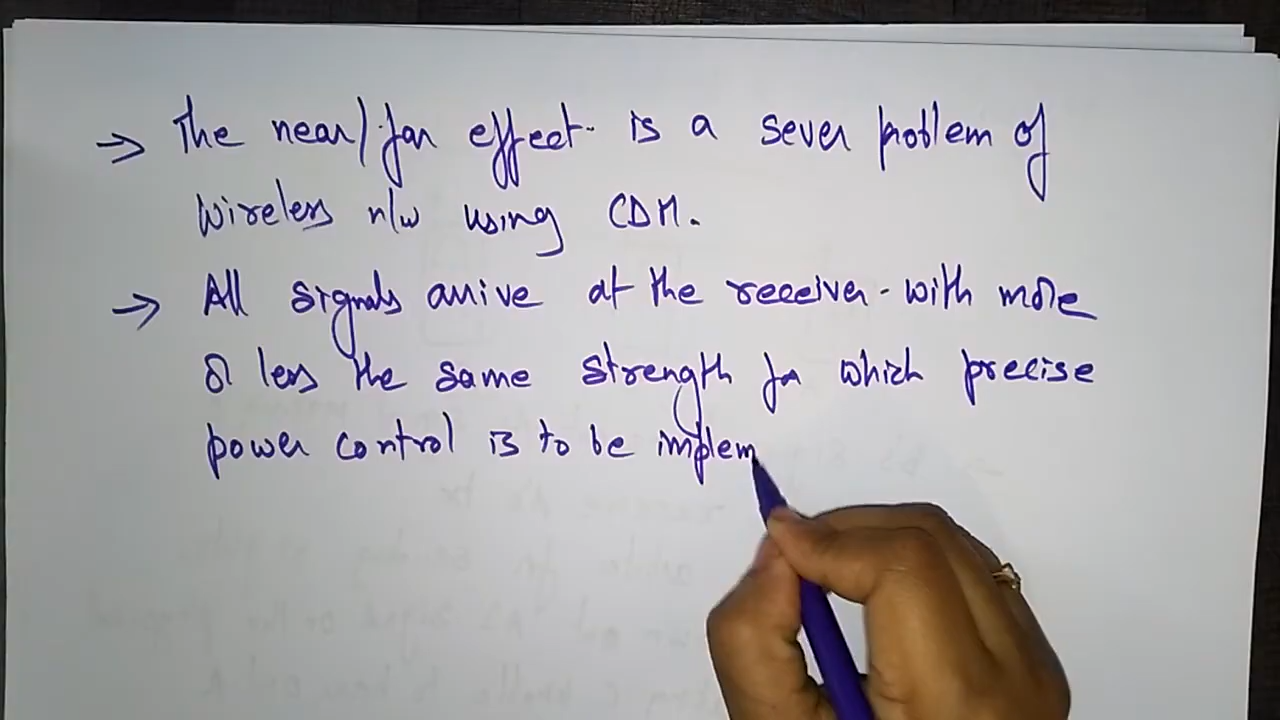 → The near/far effect is a sever problem of
wireless n/w using CDM.
→ All signals arrive at the receiver with more
or less the same strength for which precise
power control is to be implem